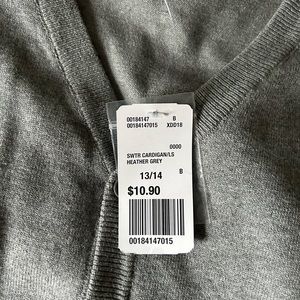 00184147 B
00184147015 XDD18
0000
SWTR CARDIGAN/LS
HEATHER GREY
13/14 B
$10.90
00184147015